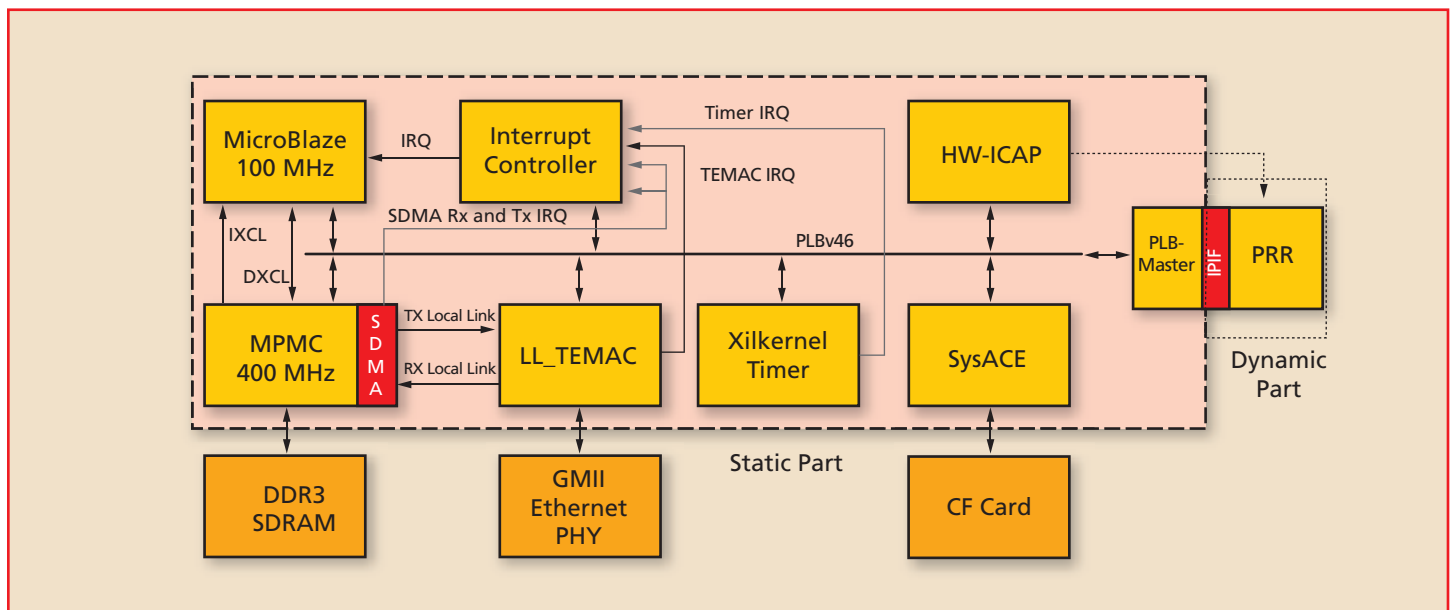 MicroBlaze
100 MHz
IRQ
Interrupt
Controller
Timer IRQ
TEMAC IRQ
SDMA Rx and Tx IRQ
HW-ICAP
IXCL
DXCL
PLBv46
PLB-
Master
IPIF
PRR
MPMC
400 MHz
S
D
M
A
TX Local Link
RX Local Link
LL_TEMAC
Xilkernel
Timer
SysACE
Dynamic
Part
Static Part
DDR3
SDRAM
GMII
Ethernet
PHY
CF Card